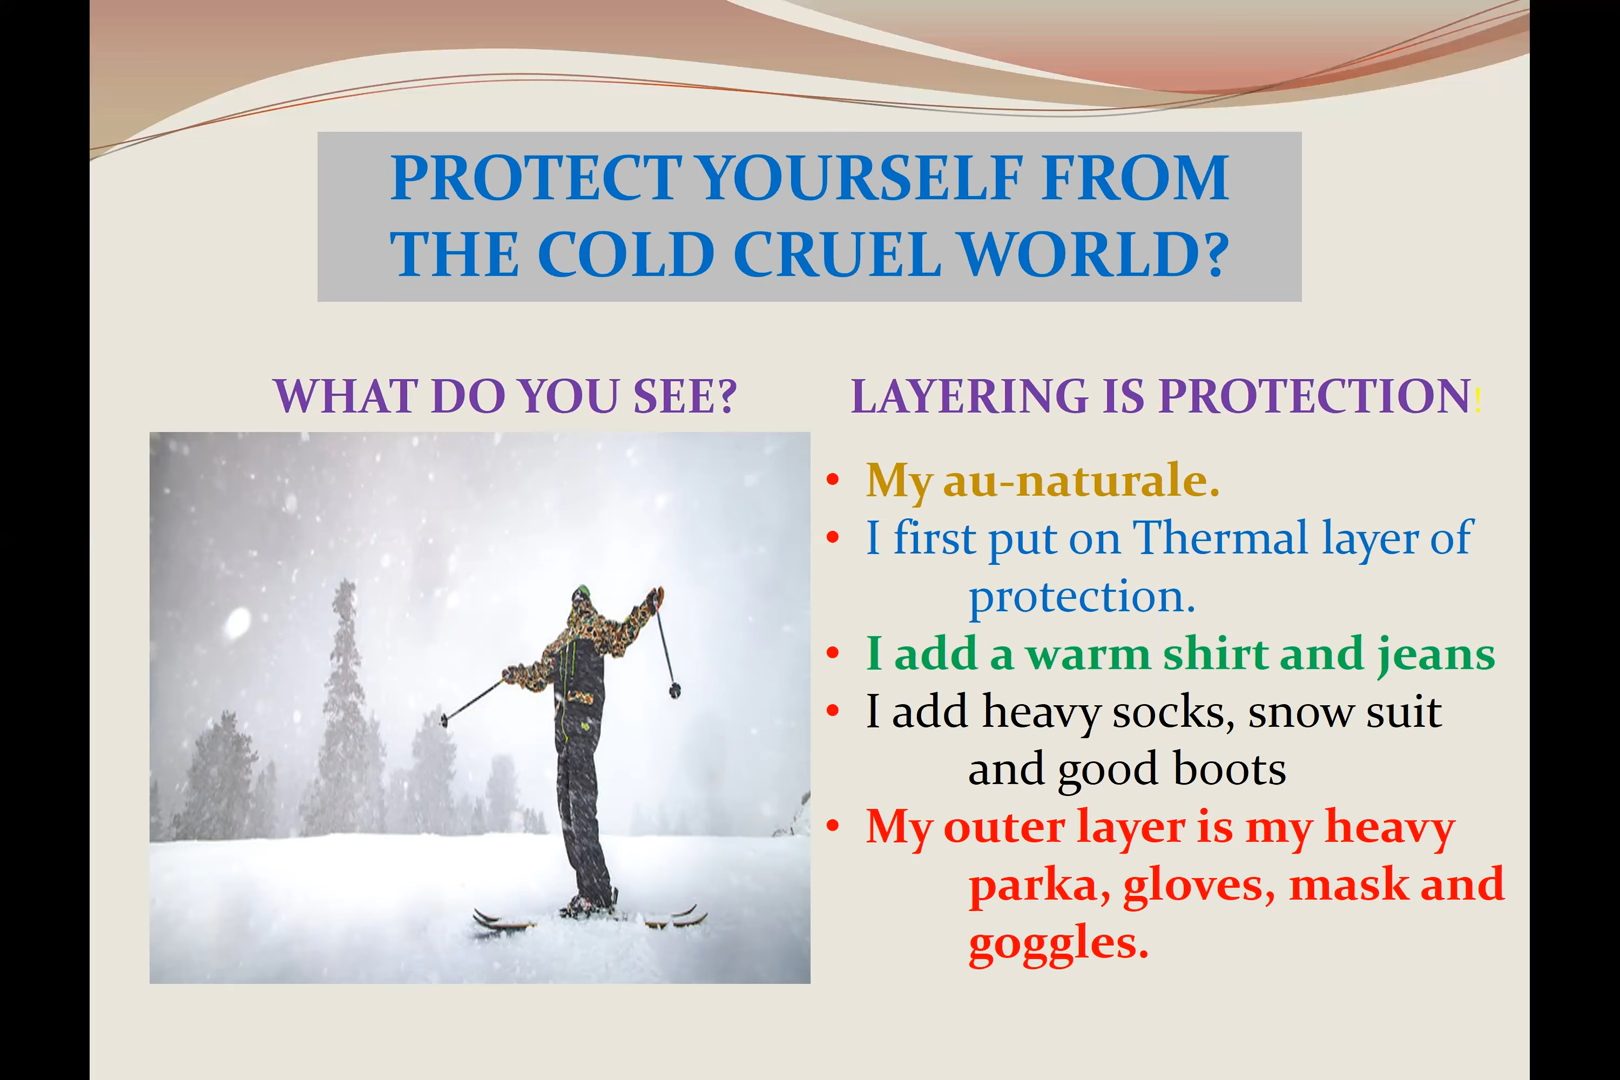 PROTECT YOURSELF FROM
THE COLD CRUEL WORLD?
WHAT DO YOU SEE?
LAYERING IS PROTECTION!
• My au-naturale.
• I first put on Thermal layer of
protection.
• I add a warm shirt and jeans
• I add heavy socks, snow suit
and good boots
• My outer layer is my heavy
parka, gloves, mask and
goggles.